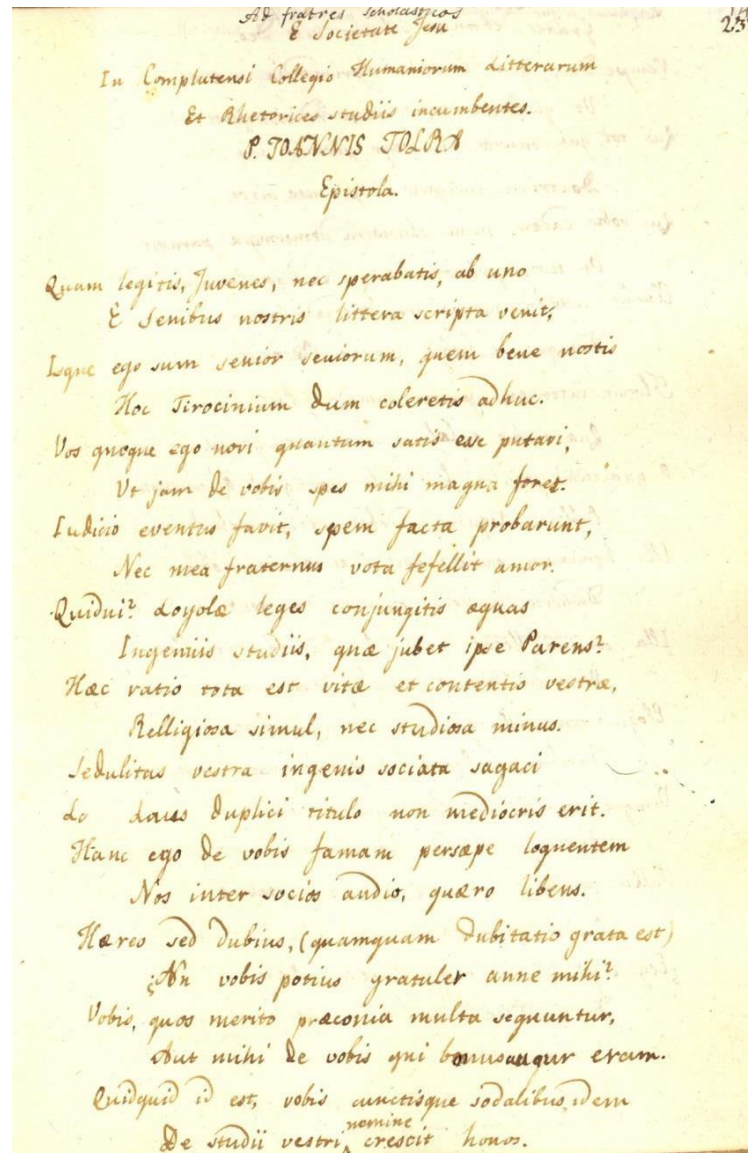 Ad fratres scholasticos
E Societate Jesu
23
In Complutensi Collegio Humaniorum Litterarum
Et Rhetorices studiis incumbentes.
P. JOANNIS TOLRA
Epistola.
Quam legitis, Juvenes, nec sperabatis, ab uno
E Senibus nostris littera scripta venit,
Isque ego sum senior seniorum, quem bene nostis
Hoc Tirocinium dum coleretis adhuc.
Vos quoque ego novi quantum satis esse putavi,
Ut jam de vobis spes mihi magna foret.
Iudicio eventus favit, spem facta probarunt,
Nec mea fraternus vota fefellit amor.
Quidni? Loyolæ leges conjungitis æquas
Ingeniis studiis, quæ jubet ipse Parens?
Hæc ratio tota est vitæ et contentio vestræ,
Relligiosa simul, nec studiosa minus.
Sedulitas vestra ingenis sociata sagaci
Laus duplici titulo non mediocris erit.
Hanc ego de vobis famam persæpe loquentem
Nos inter socios audio, quæro libens.
Hæreo sed dubius, (quamquam dubitatio grata est)
¿An vobis potius gratuler anne mihi?
Vobis, quos merito præconia multa sequuntur,
Aut mihi de vobis qui bonus augur eram.
Quidquid id est, vobis cunctisque sodalibus idem
De studii vestri nomine crescit honos.